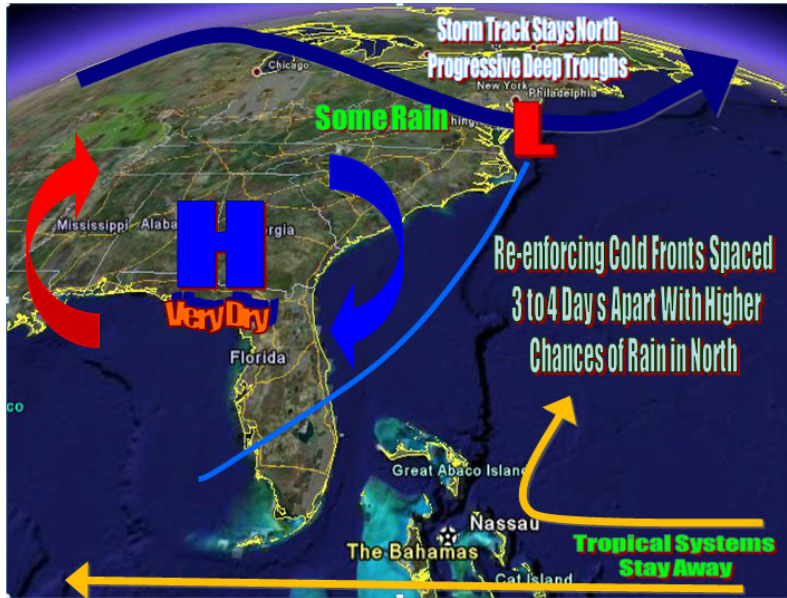 Storm Track Stays North
Progressive Deep Troughs
Chicago
New York
Philadelphia
Some Rain
hington
L
Mississippi
Alaba
H
orgia
Very Dry
Re-enforcing Cold Fronts Spaced
3 to 4 Day s Apart With Higher
Chances of Rain in North
Florida
co
Great Abaco Island
Nassau
The Bahamas
Tropical Systems
Stay Away
Cat Island